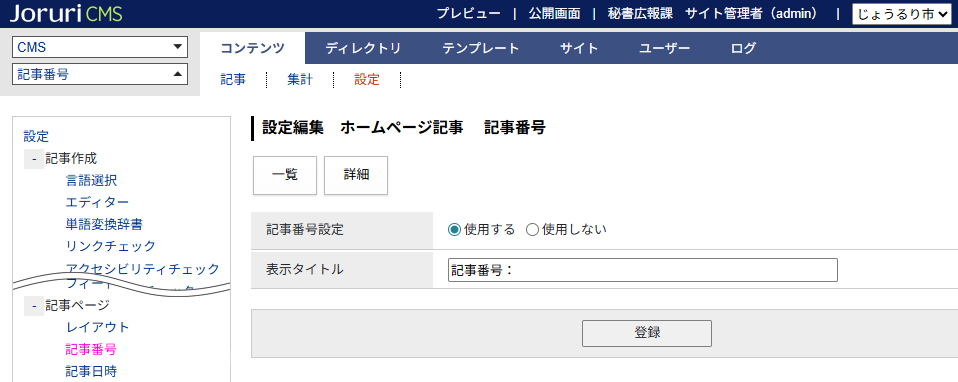 Joruri CMS
プレビュー | 公開画面 | 秘書広報課 サイト管理者（admin） | じょうるり市
CMS
記事番号
コンテンツ ディレクトリ テンプレート サイト ユーザー ログ
記事 集計 設定
設定
- 記事作成
言語選択
エディター
単語変換辞書
リンクチェック
アクセシビリティチェック
- 記事ページ
レイアウト
記事番号
記事日時
設定編集 ホームページ記事 記事番号
一覧 詳細
記事番号設定 使用する 使用しない
表示タイトル 記事番号：
登録